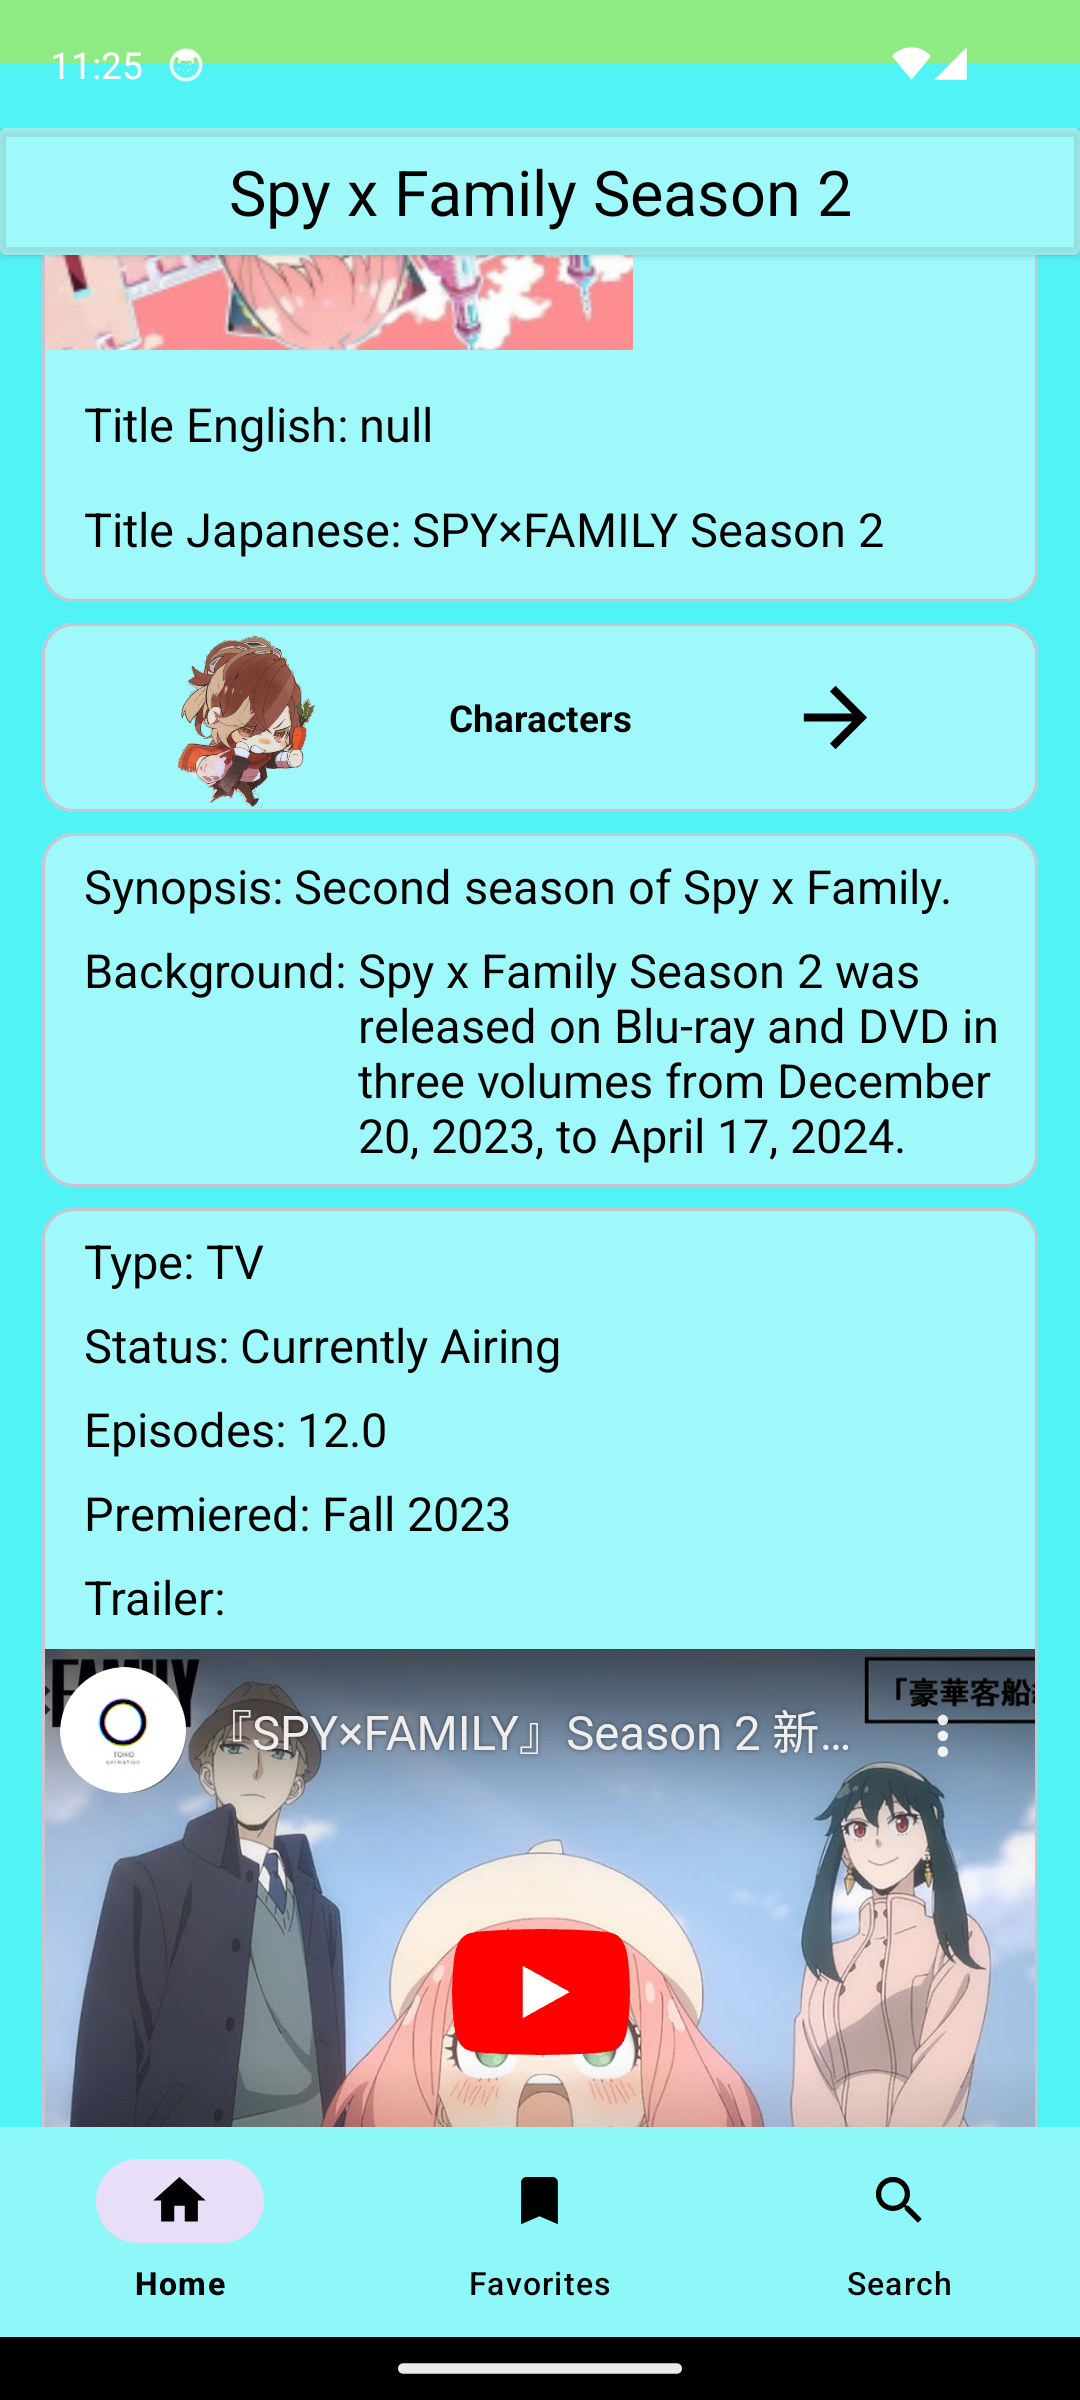 11:25
Spy x Family Season 2
Title English: null
Title Japanese: SPY×FAMILY Season 2
Characters
Synopsis: Second season of Spy x Family.
Background: Spy x Family Season 2 was
released on Blu-ray and DVD in
three volumes from December
20, 2023, to April 17, 2024.
Type: TV
Status: Currently Airing
Episodes: 12.0
Premiered: Fall 2023
Trailer:
FAMILY
「豪華客船
TOHO
animation
『SPY×FAMILY』Season 2 新...
Home
Favorites
Search